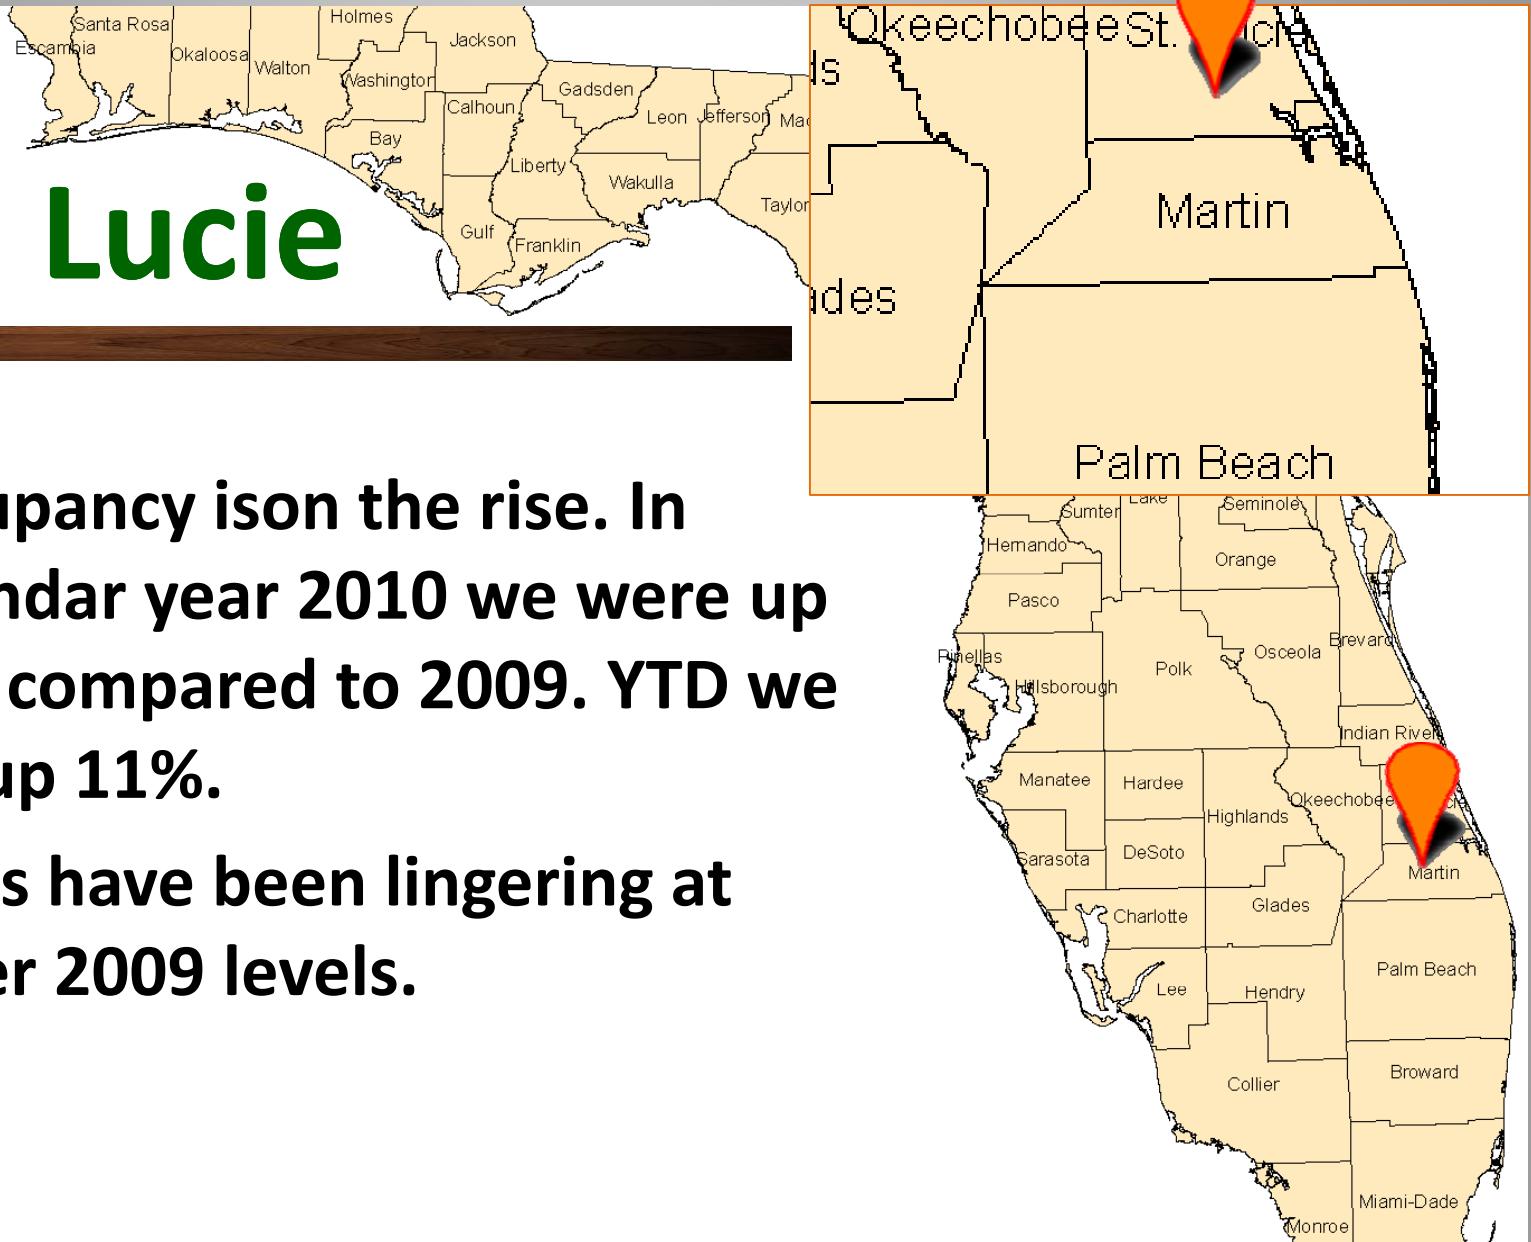 Holmes
Santa Rosa
Escambia
Okaloosa
Walton
Jackson
Washington
Gadsden
Calhoun
Leon
Jefferson
Bay
Liberty
Wakulla
Taylor
Gulf
Franklin
Lucie
Okeechobee
St.
Martin
Palm Beach
upancy ison the rise. In
ndar year 2010 we were up
compared to 2009. YTD we
up 11%.
s have been lingering at
er 2009 levels.
Lake
Seminole
Sumter
Hernando
Orange
Pasco
Brevard
Osceola
Pinellas
Polk
Hillsborough
Indian River
Manatee
Hardee
Okeechobee
Highlands
Sarasota
DeSoto
Martin
Charlotte
Glades
Palm Beach
Lee
Hendry
Broward
Collier
Miami-Dade
Monroe